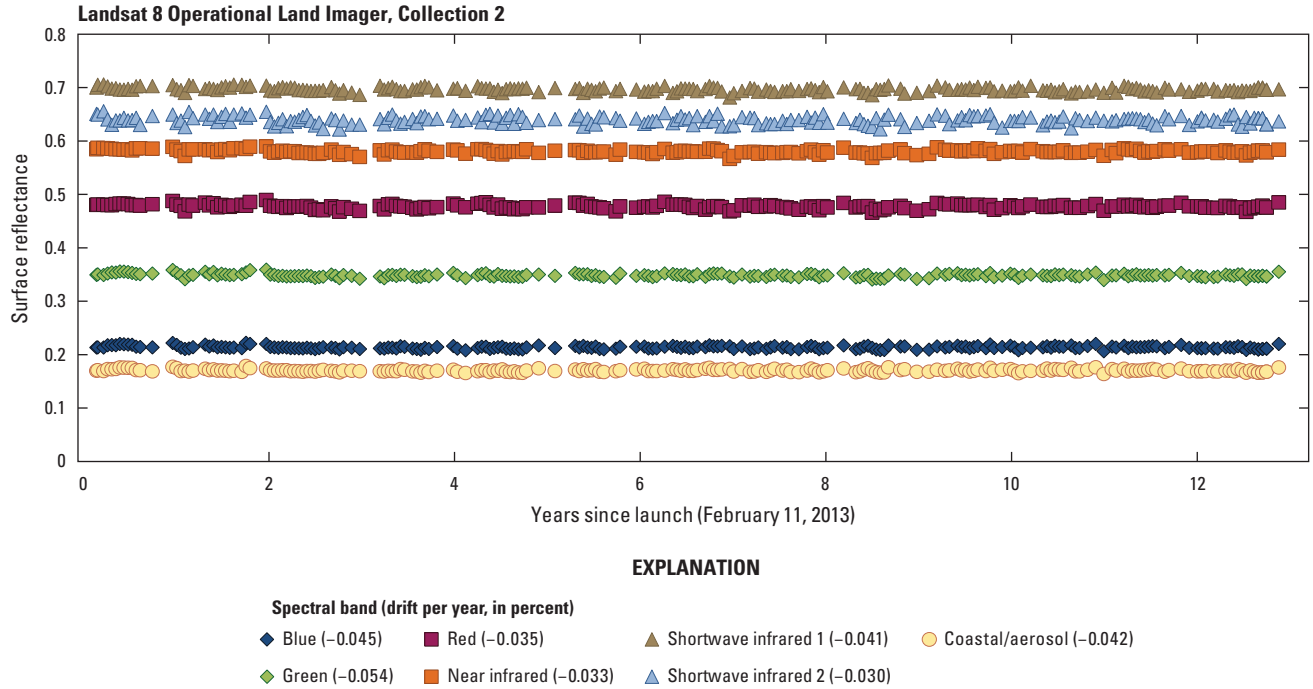 Landsat 8 Operational Land Imager, Collection 2
0.8
0.7
0.6
0.5
0.4
0.3
0.2
0.1
0
Surface reflectance
0 2 4 6 8 10 12
Years since launch (February 11, 2013)
EXPLANATION
Spectral band (drift per year, in percent)
Blue (−0.045) Red (−0.035) Shortwave infrared 1 (−0.041) Coastal/aerosol (−0.042)
Green (−0.054) Near infrared (−0.033) Shortwave infrared 2 (−0.030)